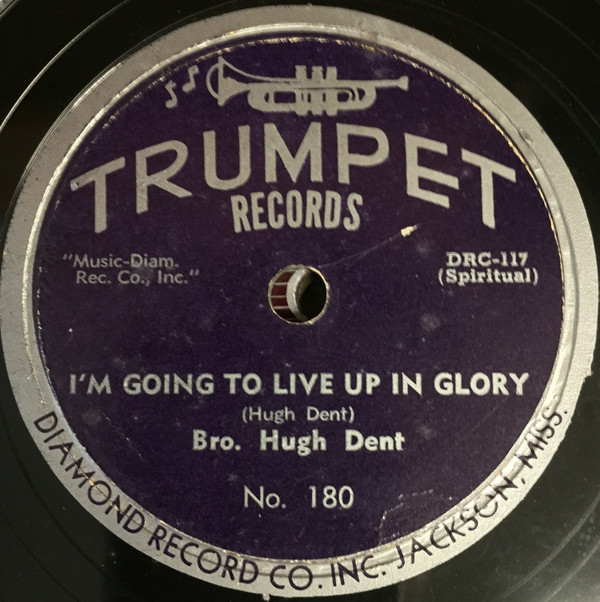 TRUMPET
RECORDS
"Music-Diam.
Rec. Co., Inc."
DRC-117
(Spiritual)
I'M GOING TO LIVE UP IN GLORY
(Hugh Dent)
Bro. Hugh Dent
No. 180
DIAMOND RECORD CO. INC. JACKSON, MISS.